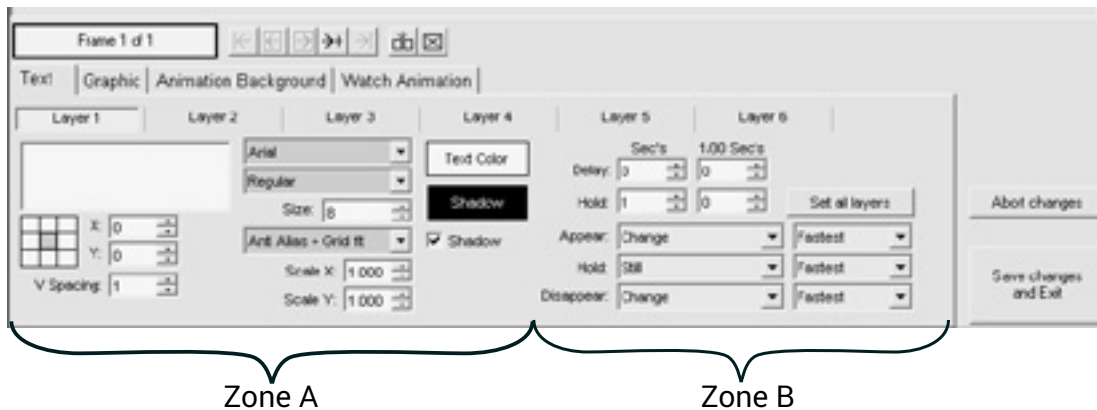 Frame 1 of 1
Text Graphic Animation Background Watch Animation
Layer 1 Layer 2 Layer 3 Layer 4 Layer 5 Layer 6
Arial
Regular
Size: 8
Anti Alias + Grid fit
Scale X: 1.000
Scale Y: 1.000
X: 0
Y: 0
V Spacing: 1
Text Color
Shadow
Shadow
Sec's 1.00 Sec's
Delay: 0 0
Hold: 1 0 Set all layers
Appear: Change Fastest
Hold: Still Fastest
Disappear: Change Fastest
Abort changes
Save changes
and Exit
Zone A Zone B